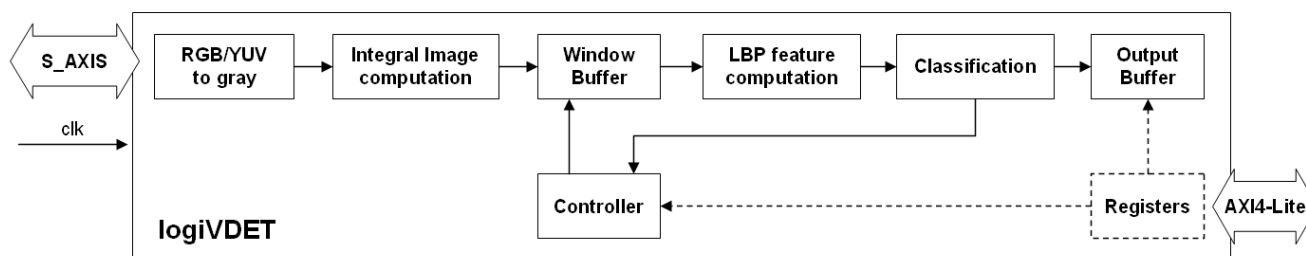 S_AXIS
RGB/YUV
to gray
Integral Image
computation
Window
Buffer
LBP feature
computation
Classification
Output
Buffer
clk
Controller
Registers
AXI4-Lite
logiVDET